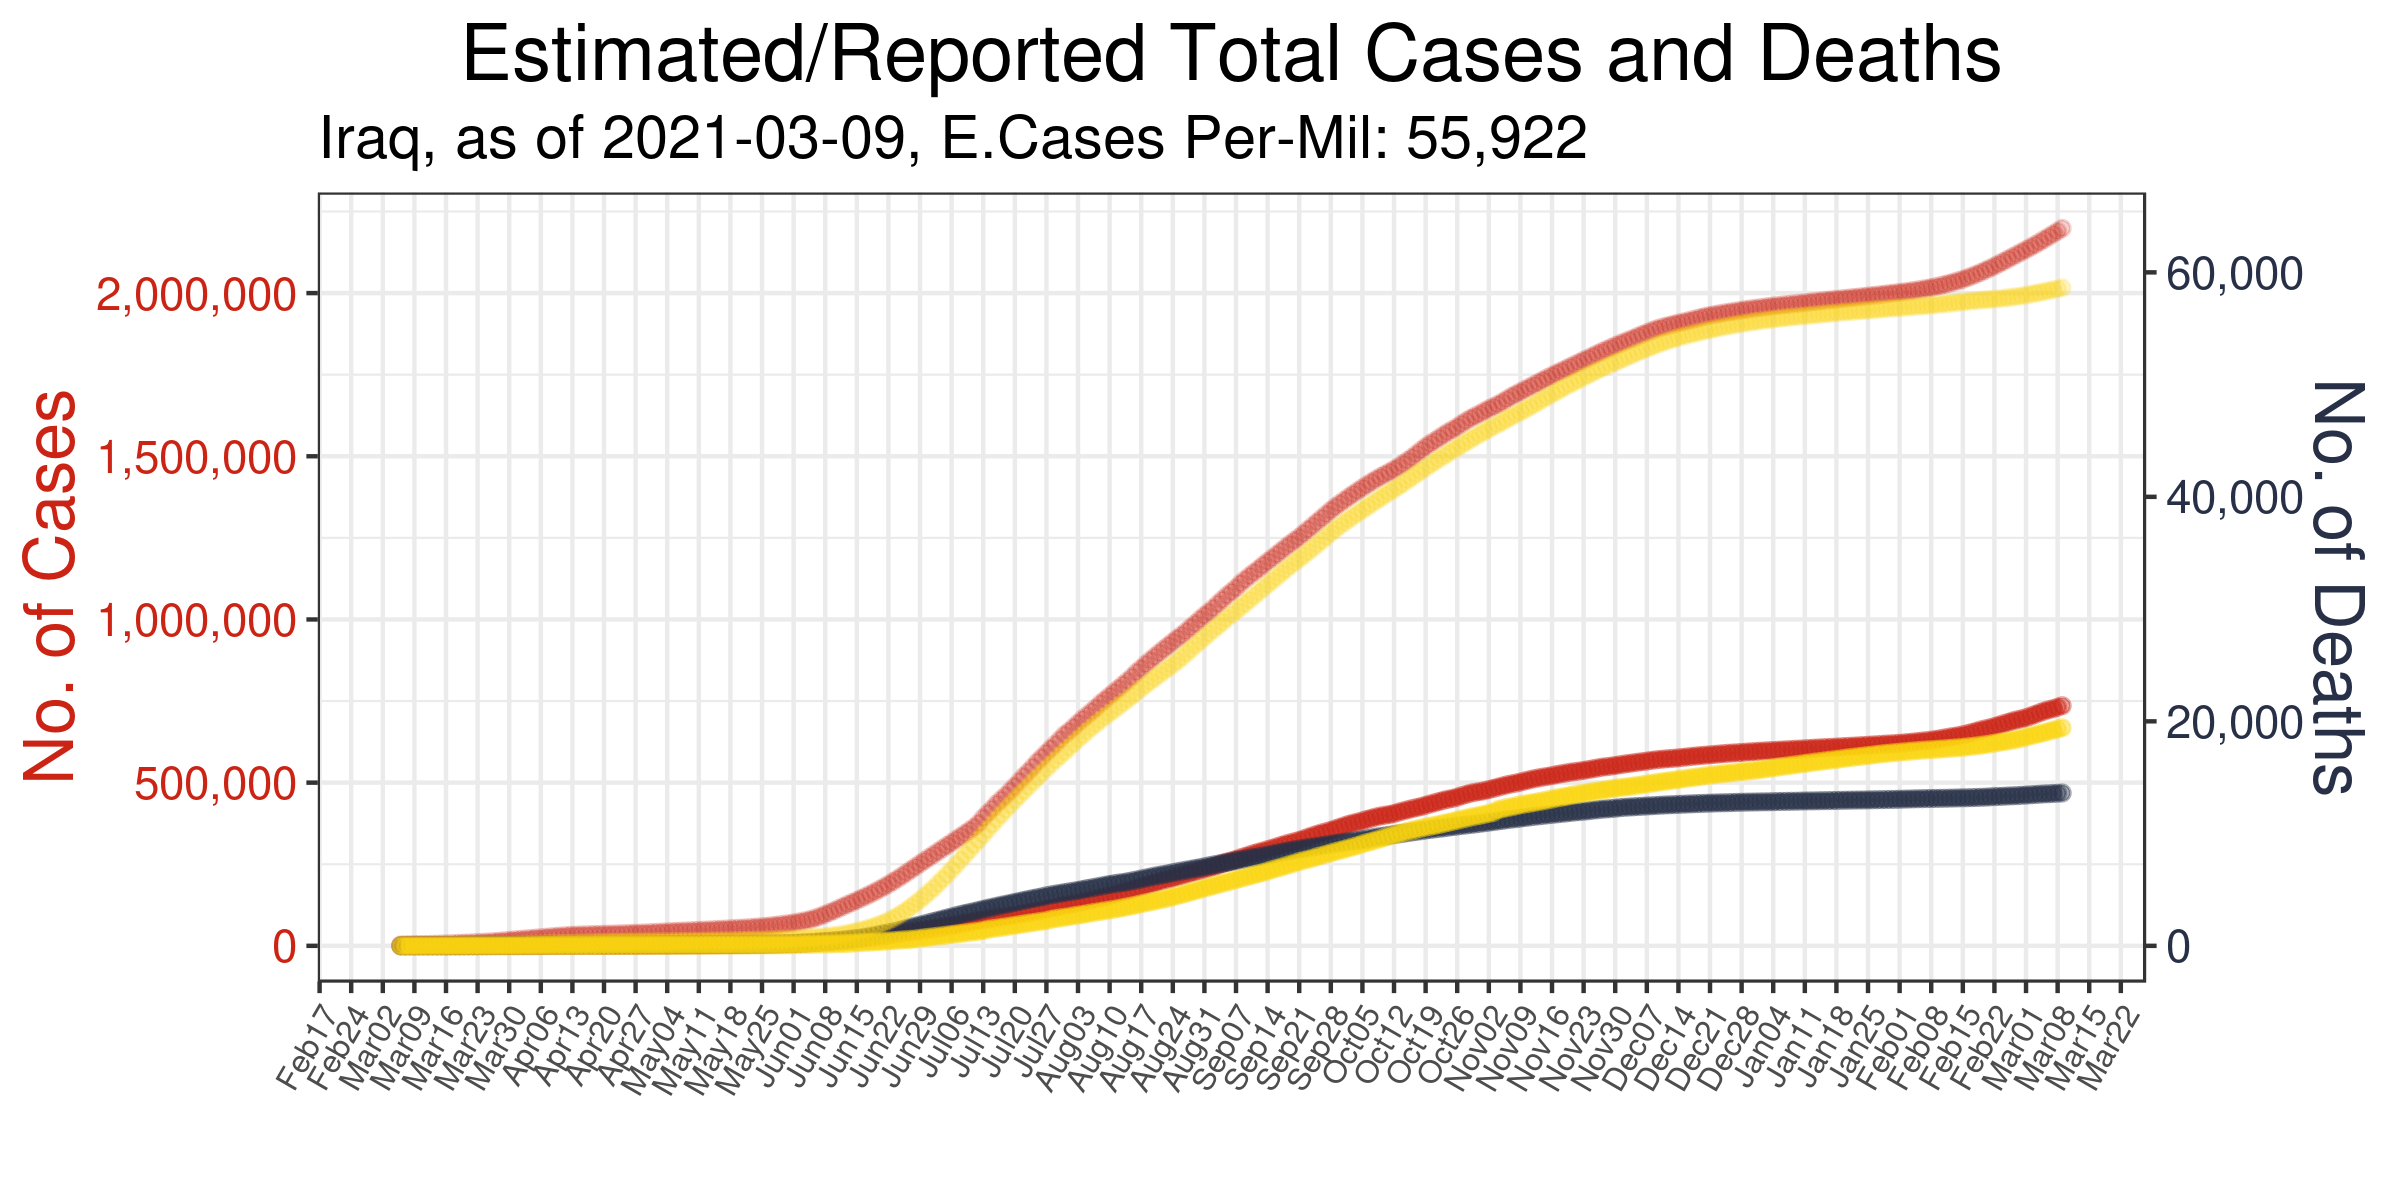 Estimated/Reported Total Cases and Deaths
Iraq, as of 2021-03-09, E.Cases Per-Mil: 55,922
No. of Cases
2,000,000
1,500,000
1,000,000
500,000
0
60,000
40,000
20,000
0
No. of Deaths
Feb17
Feb24
Mar02
Mar09
Mar16
Mar23
Mar30
Apr06
Apr13
Apr20
Apr27
May04
May11
May18
May25
Jun01
Jun08
Jun15
Jun22
Jun29
Jul06
Jul13
Jul20
Jul27
Aug03
Aug10
Aug17
Aug24
Aug31
Sep07
Sep14
Sep21
Sep28
Oct05
Oct12
Oct19
Oct26
Nov02
Nov09
Nov16
Nov23
Nov30
Dec07
Dec14
Dec21
Dec28
Jan04
Jan11
Jan18
Jan25
Feb01
Feb08
Feb15
Feb22
Mar01
Mar08
Mar15
Mar22